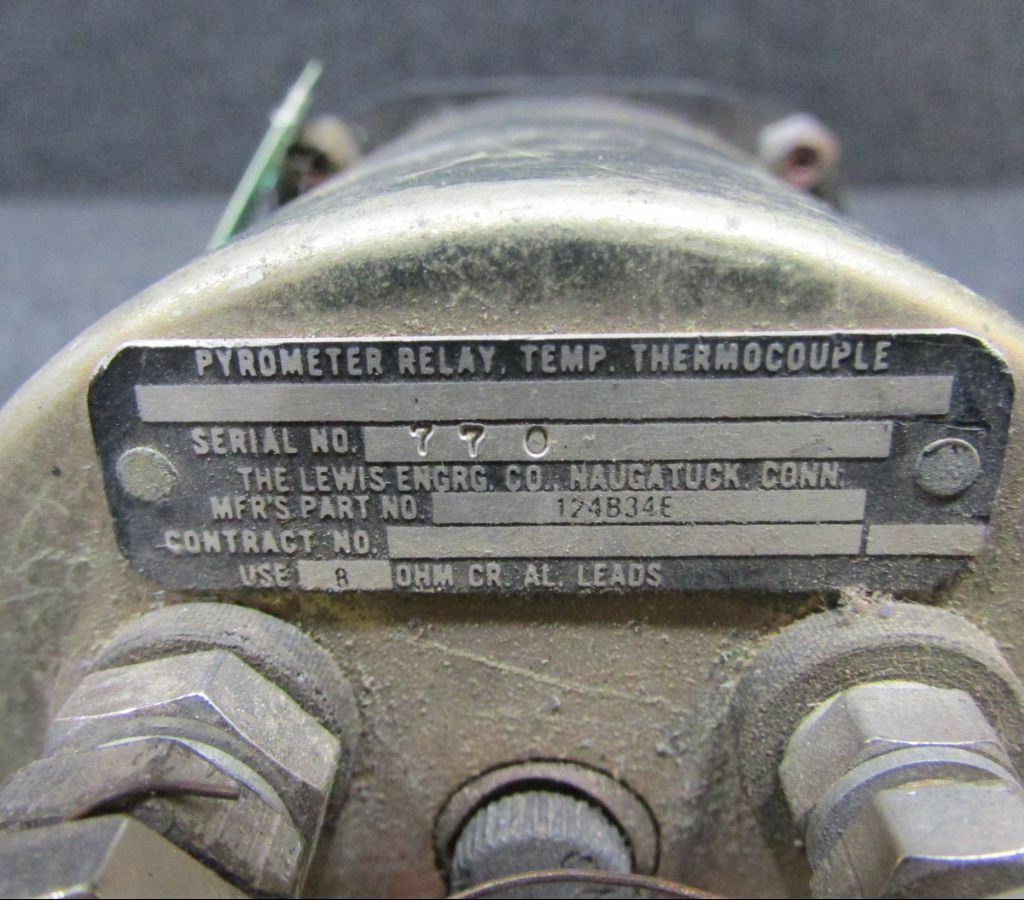 PYROMETER RELAY, TEMP. THERMOCOUPLE
SERIAL NO. 770
THE LEWIS ENGRG. CO., NAUGATUCK, CONN.
MFR'S PART NO. 124B34E
CONTRACT NO.
USE 8 OHM CR. AL. LEADS